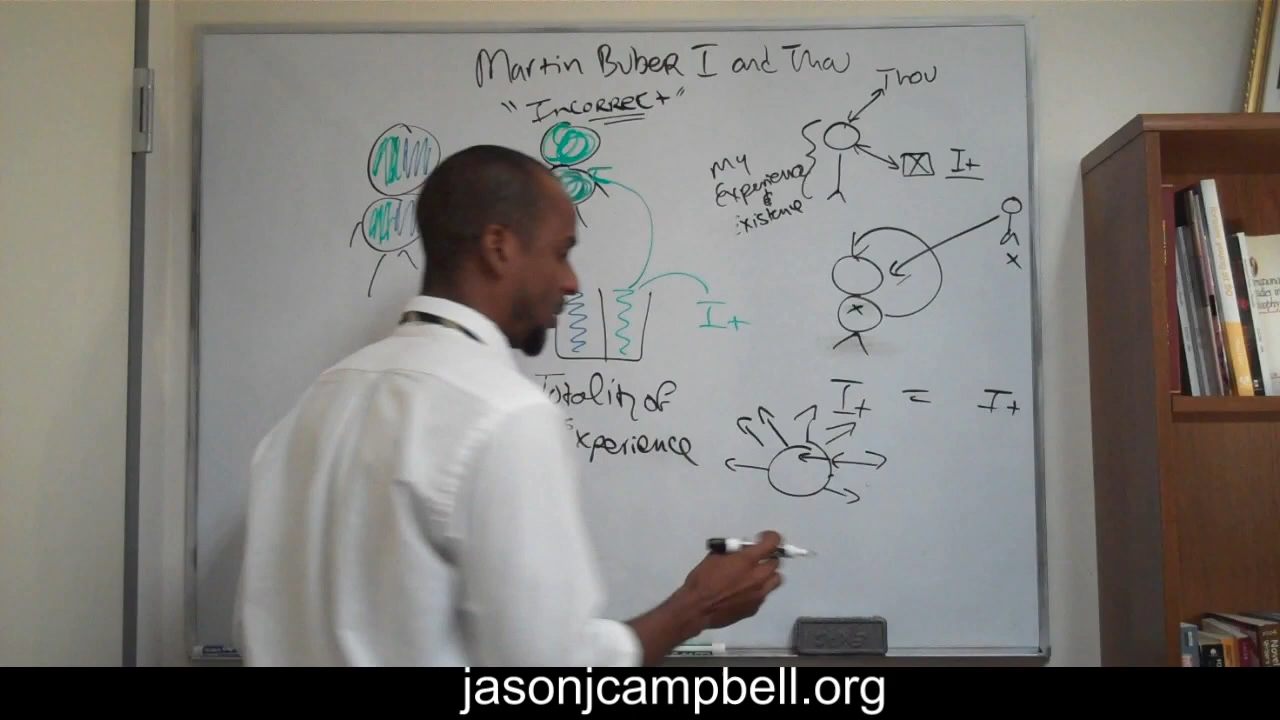 Martin Buber I and Thou
"Incorrect"
Thou
It
My
Experience
&
Existence
x
x
It
Totality of
Experience
It = It
jasonjcampbell.org